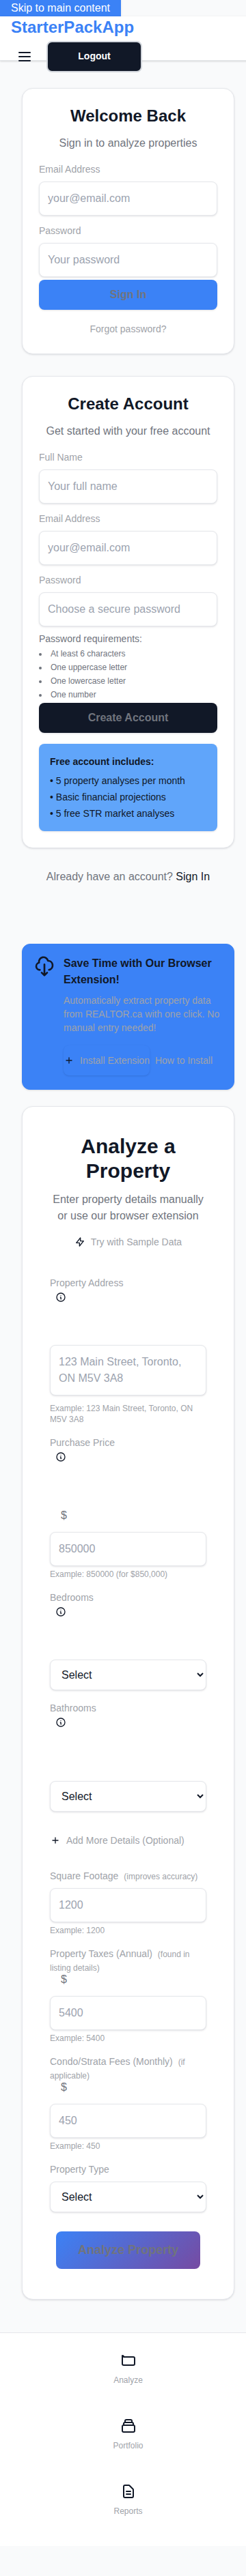 Skip to main content
StarterPackApp
Logout
Welcome Back
Sign in to analyze properties
Email Address
your@email.com
Password
Your password
Sign In
Forgot password?
Create Account
Get started with your free account
Full Name
Your full name
Email Address
your@email.com
Password
Choose a secure password
Password requirements:
• At least 6 characters
• One uppercase letter
• One lowercase letter
• One number
Create Account
Free account includes:
• 5 property analyses per month
• Basic financial projections
• 5 free STR market analyses
Already have an account? Sign In
Save Time with Our Browser
Extension!
Automatically extract property data
from REALTOR.ca with one click. No
manual entry needed!
Install Extension How to Install
Analyze a
Property
Enter property details manually
or use our browser extension
Try with Sample Data
Property Address
123 Main Street, Toronto,
ON M5V 3A8
Example: 123 Main Street, Toronto, ON
M5V 3A8
Purchase Price
$
850000
Example: 850000 (for $850,000)
Bedrooms
Select
Bathrooms
Select
Add More Details (Optional)
Square Footage (improves accuracy)
1200
Example: 1200
Property Taxes (Annual) (found in
listing details)
$
5400
Example: 5400
Condo/Strata Fees (Monthly) (if
applicable)
$
450
Example: 450
Property Type
Select
Analyze Property
Analyze
Portfolio
Reports